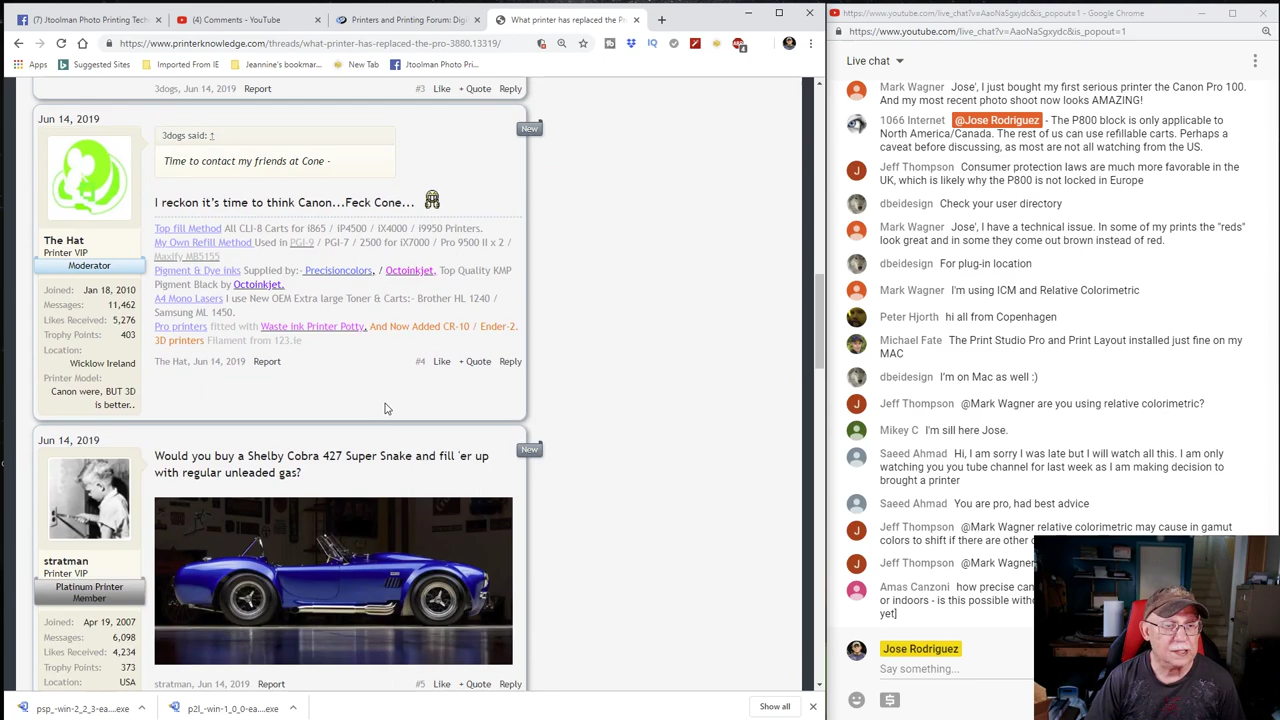 Jtoolman Photo Printing Tech
(4) Comments - YouTube
Printers and Printing Forum: Digi
What printer has replaced the Pr
https://www.printerknowledge.com/threads/what-printer-has-replaced-the-pro-3880.13319/
Apps
Suggested Sites
Imported From IE
Jeannine's bookmar...
New Tab
Jtoolman Photo Pri...
3dogs, Jun 14, 2019 Report
#3 Like + Quote Reply
Jun 14, 2019
New
3dogs said: ↑
Time to contact my friends at Cone -
I reckon it's time to think Canon...Feck Cone...
The Hat
Printer VIP
Moderator
Joined: Jan 18, 2010
Messages: 11,462
Likes Received: 5,276
Trophy Points: 403
Location:
Wicklow Ireland
Printer Model:
Canon were, BUT 3D
is better..
Top fill Method All CLI-8 Carts for i865 / iP4500 / iX4000 / i9950 Printers.
My Own Refill Method Used in PGI-9 / PGI-7 / 2500 for iX7000 / Pro 9500 II x 2 /
Maxify MB5155
Pigment & Dye inks Supplied by:- Precisioncolors, / Octoinkjet, Top Quality KMP
Pigment Black by Octoinkjet.
A4 Mono Lasers I use New OEM Extra large Toner & Carts:- Brother HL 1240 /
Samsung ML 1450.
Pro printers fitted with Waste ink Printer Potty, And Now Added CR-10 / Ender-2.
3D printers Filament from 123.ie
The Hat, Jun 14, 2019 Report
#4 Like + Quote Reply
Jun 14, 2019
New
Would you buy a Shelby Cobra 427 Super Snake and fill 'er up
with regular unleaded gas?
stratman
Printer VIP
Platinum Printer
Member
Joined: Apr 19, 2007
Messages: 6,098
Likes Received: 4,234
Trophy Points: 373
Location: USA
stratman, Jun 14, 2019 Report
#5 Like + Quote Reply
psp_-win-2_2_3-ea....exe
p2l_-win-1_0_0-ea....exe
Show all
https://www.youtube.com/live_chat?v=AaoNaSgxydc&is_popout=1 - Google Chrome
https://www.youtube.com/live_chat?v=AaoNaSgxydc&is_popout=1
Live chat
Mark Wagner Jose', I just bought my first serious printer the Canon Pro 100.
And my most recent photo shoot now looks AMAZING!
1066 Internet @Jose Rodriguez - The P800 block is only applicable to
North America/Canada. The rest of us can use refillable carts. Perhaps a
caveat before discussing, as most are not all watching from the US.
Jeff Thompson Consumer protection laws are much more favorable in the
UK, which is likely why the P800 is not locked in Europe
dbeidesign Check your user directory
Mark Wagner Jose', I have a technical issue. In some of my prints the "reds"
look great and in some they come out brown instead of red.
dbeidesign For plug-in location
Mark Wagner I'm using ICM and Relative Colorimetric
Peter Hjorth hi all from Copenhagen
Michael Fate The Print Studio Pro and Print Layout installed just fine on my
MAC
dbeidesign I'm on Mac as well :)
Jeff Thompson @Mark Wagner are you using relative colorimetric?
Mikey C I'm sill here Jose.
Saeed Ahmad Hi, I am sorry I was late but I will watch all this. I am only
watching you you tube channel for last week as I am making decision to
brought a printer
Saeed Ahmad You are pro, had best advice
Jeff Thompson @Mark Wagner relative colorimetric may cause in gamut
colors to shift if there are other
Jeff Thompson @Mark Wagner
Amas Canzoni how precise can
or indoors - is this possible witho
yet]
Jose Rodriguez
Say something...